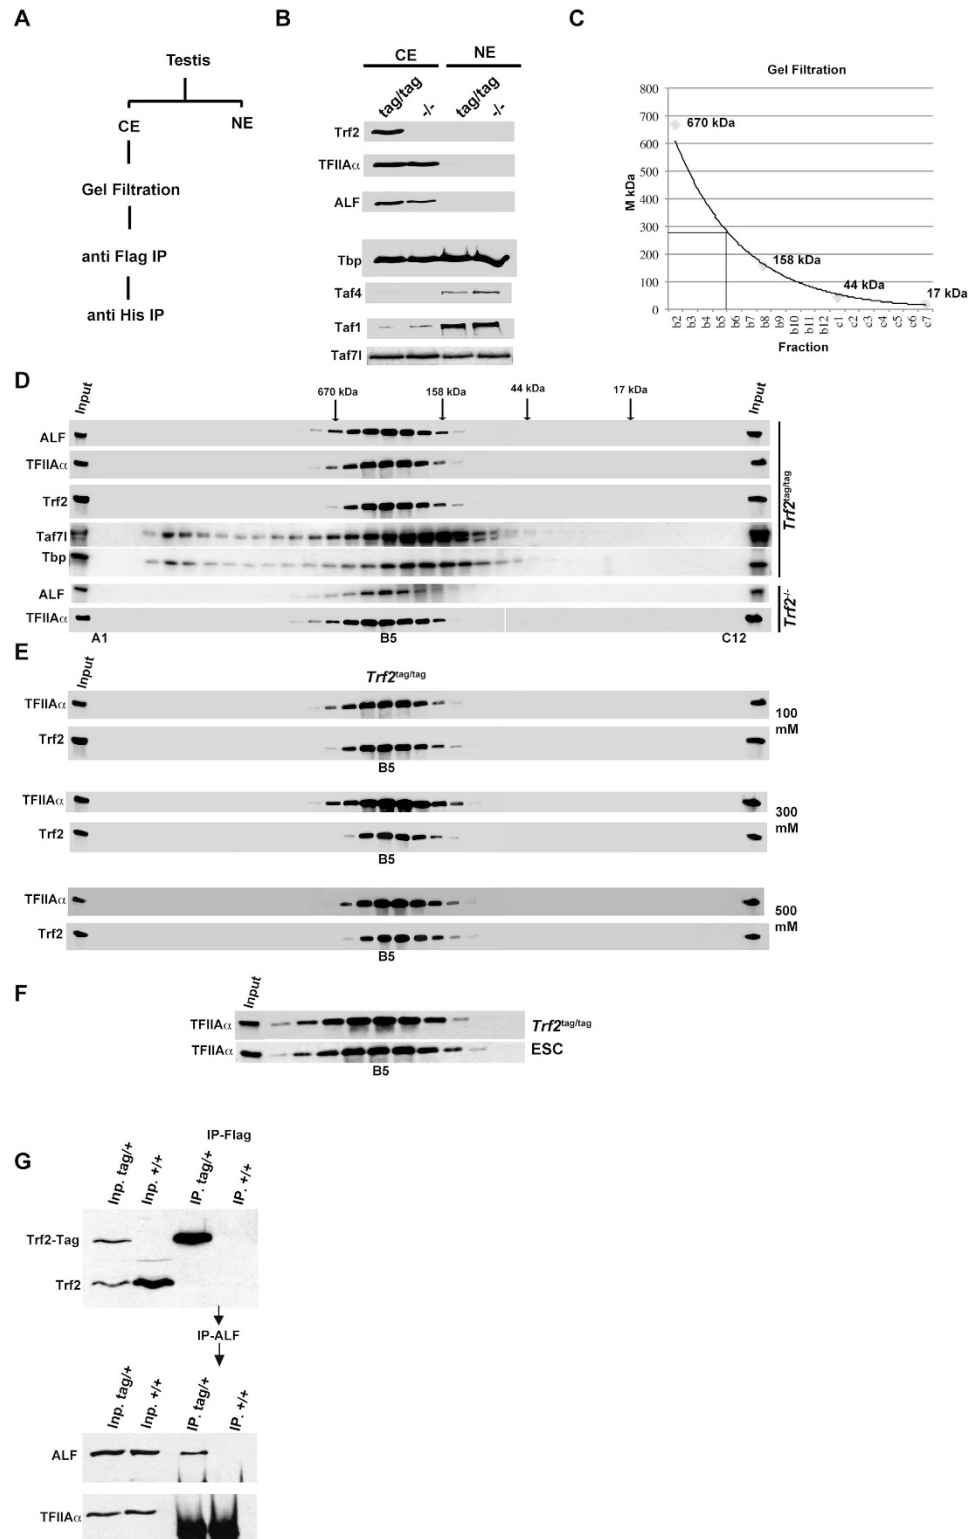 A
Testis
CE NE
Gel Filtration
anti Flag IP
anti His IP
B
CE NE
tag/tag -/- tag/tag -/-
Trf2
TFIIAα
ALF
Tbp
Taf4
Taf1
Taf7l
C
Gel Filtration
800
700
600
500
400
300
200
100
0
M kDa
670 kDa
158 kDa
44 kDa
17 kDa
b2 b3 b4 b5 b6 b7 b8 b9 b10 b11 b12 c1 c2 c3 c4 c5 c6 c7
Fraction
D
Input 670 kDa 158 kDa 44 kDa 17 kDa Input
ALF
TFIIAα
Trf2
Taf7l
Tbp
Trf2tag/tag
ALF
TFIIAα
Trf2-/-
A1 B5 C12
E
Input Trf2tag/tag
TFIIAα
Trf2
100 mM
B5
TFIIAα
Trf2
300 mM
B5
TFIIAα
Trf2
500 mM
B5
F
Input
TFIIAα Trf2tag/tag
TFIIAα ESC
B5
G
IP-Flag
Inp. tag/+ Inp. +/+ IP. tag/+ IP. +/+
Trf2-Tag
Trf2
IP-ALF
Inp. tag/+ Inp. +/+ IP. tag/+ IP. +/+
ALF
TFIIAα